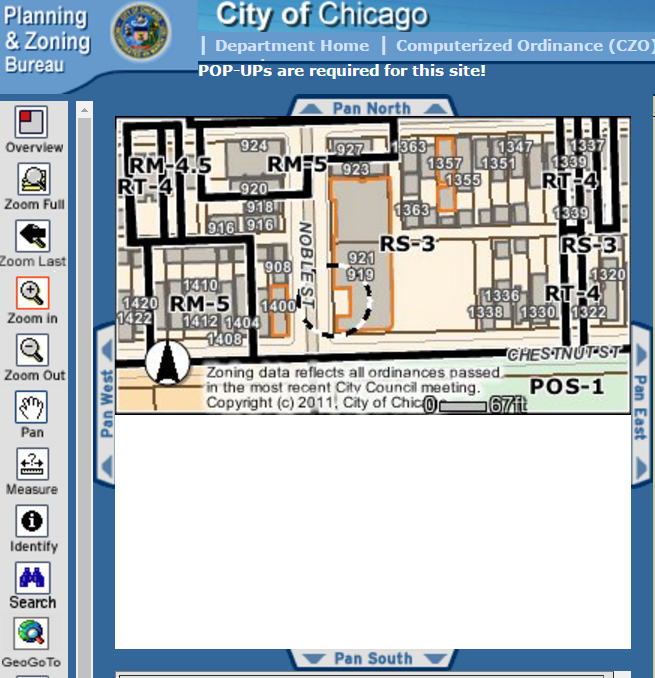 Planning
& Zoning
Bureau
City of Chicago
| Department Home | Computerized Ordinance (CZO)
POP-UPs are required for this site!
Overview
Zoom Full
Zoom Last
Zoom in
Zoom Out
Pan
Measure
Identify
Search
GeoGoTo
Pan North
Pan West
Pan East
924
927
1363
1347
1337
RM-4.5
RM-5
923
1357
1351
1339
RT-4
920
1355
RT-4
918
1363
1339
916
916
NOBLE ST
RS-3
RS-3
921
908
919
1320
1410
1420
RM-5
1400
1336
RT-4
1422
1412
1404
1338
1330
1322
1408
CHESTNUT ST
Zoning data reflects all ordinances passed
in the most recent City Council meeting.
Copyright (c) 2011, City of Chicago
0
67ft
POS-1
Pan South